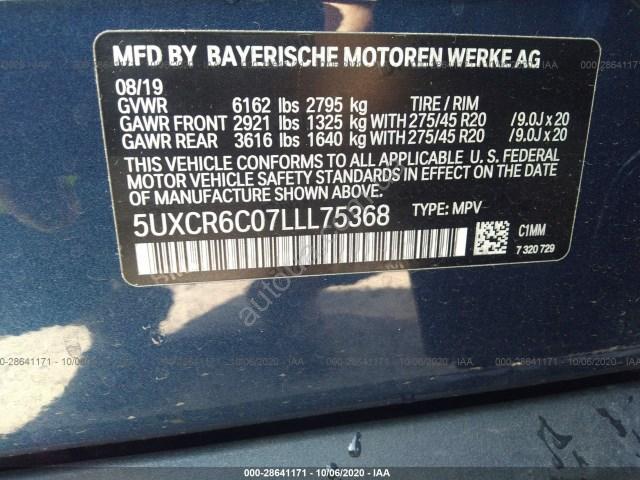 MFD BY BAYERISCHE MOTOREN WERKE AG
08/19
GVWR 6162 lbs 2795 kg TIRE / RIM
GAWR FRONT 2921 lbs 1325 kg WITH 275/45 R20 /9.0J x 20
GAWR REAR 3616 lbs 1640 kg WITH 275/45 R20 /9.0J x 20
THIS VEHICLE CONFORMS TO ALL APPLICABLE U. S. FEDERAL
MOTOR VEHICLE SAFETY STANDARDS IN EFFECT ON THE DATE
OF MANUFACTURE SHOWN ABOVE.
5UXCR6C07LLL75368 TYPE: MPV
C1MM
7 320 729
000-28641171 - 10/06/2020 - IAA